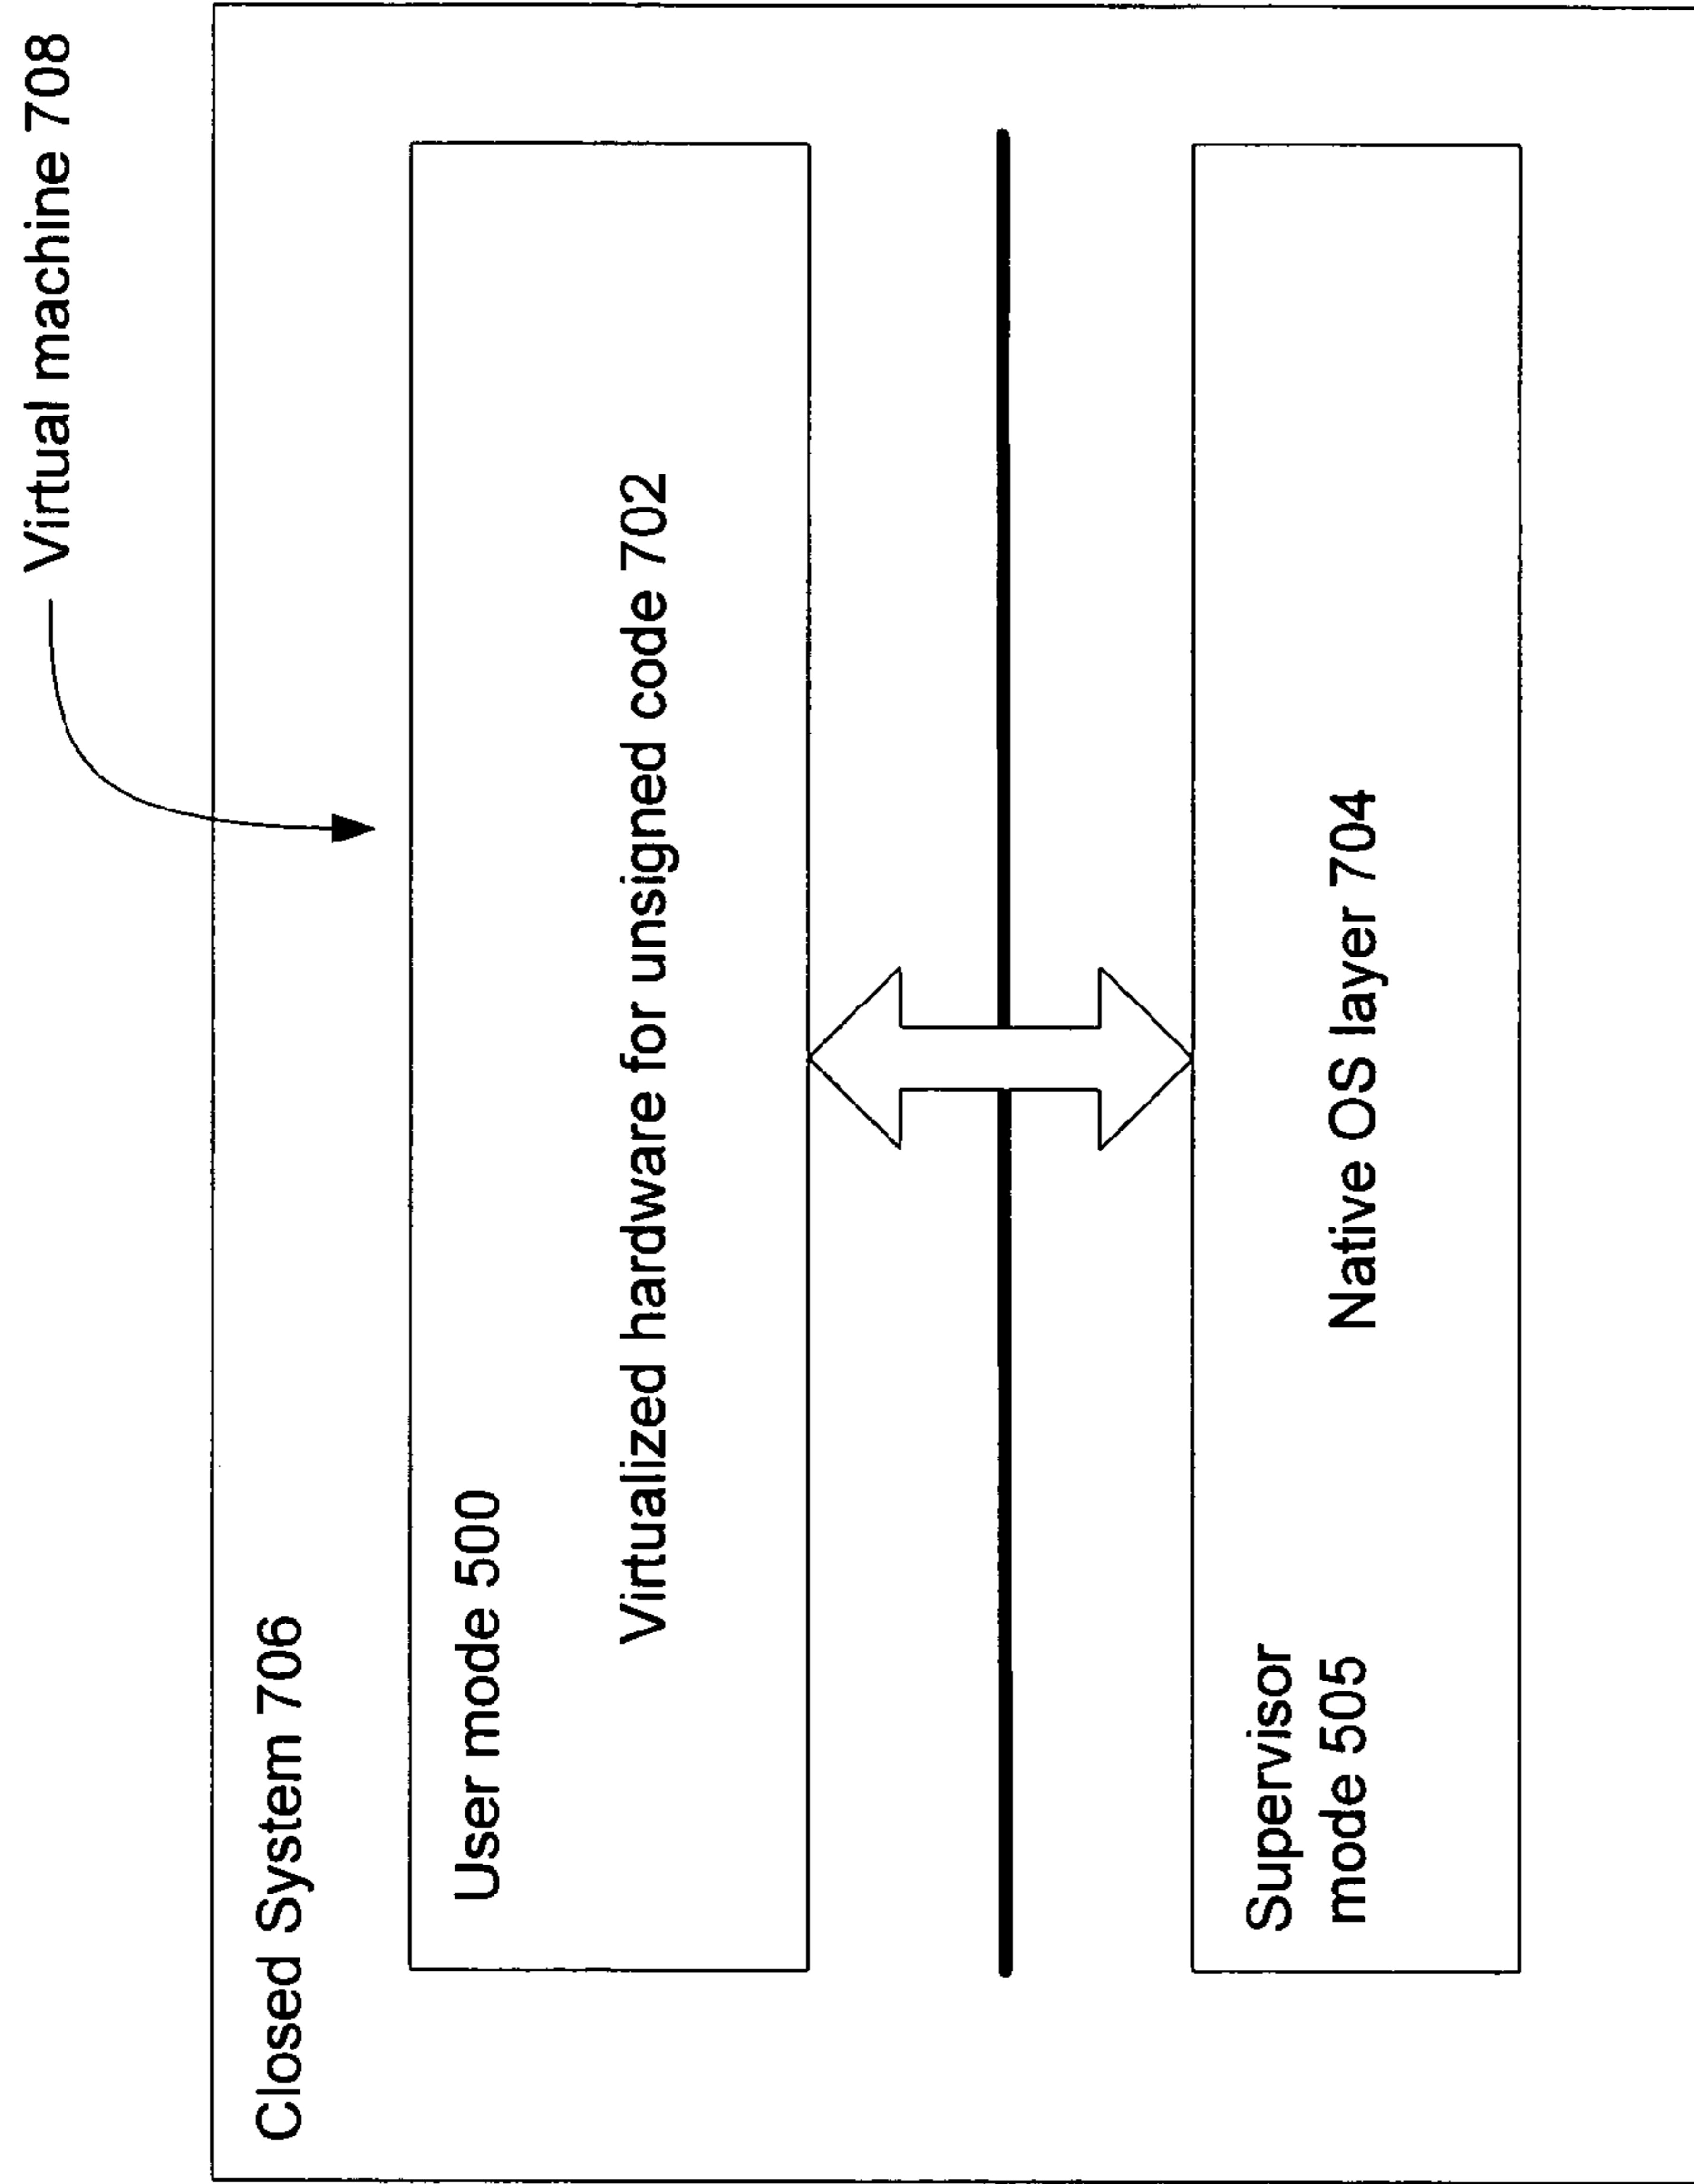 Virtual machine 708
Closed System 706
User mode 500
Virtualized hardware for unsigned code 702
Supervisor
mode 505
Native OS layer 704